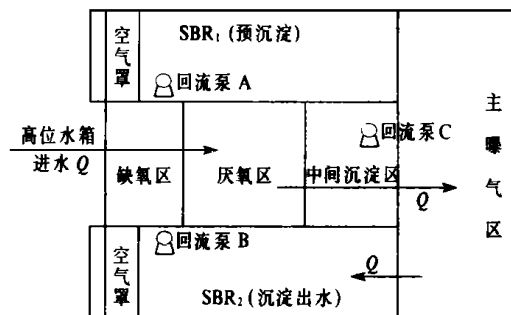 空气罩
SBR₁ (预沉淀)
回流泵 A
高位水箱
进水 Q
缺氧区
厌氧区
回流泵 C
中间沉淀区
Q
主曝气区
空气罩
回流泵 B
Q
SBR₂ (沉淀出水)